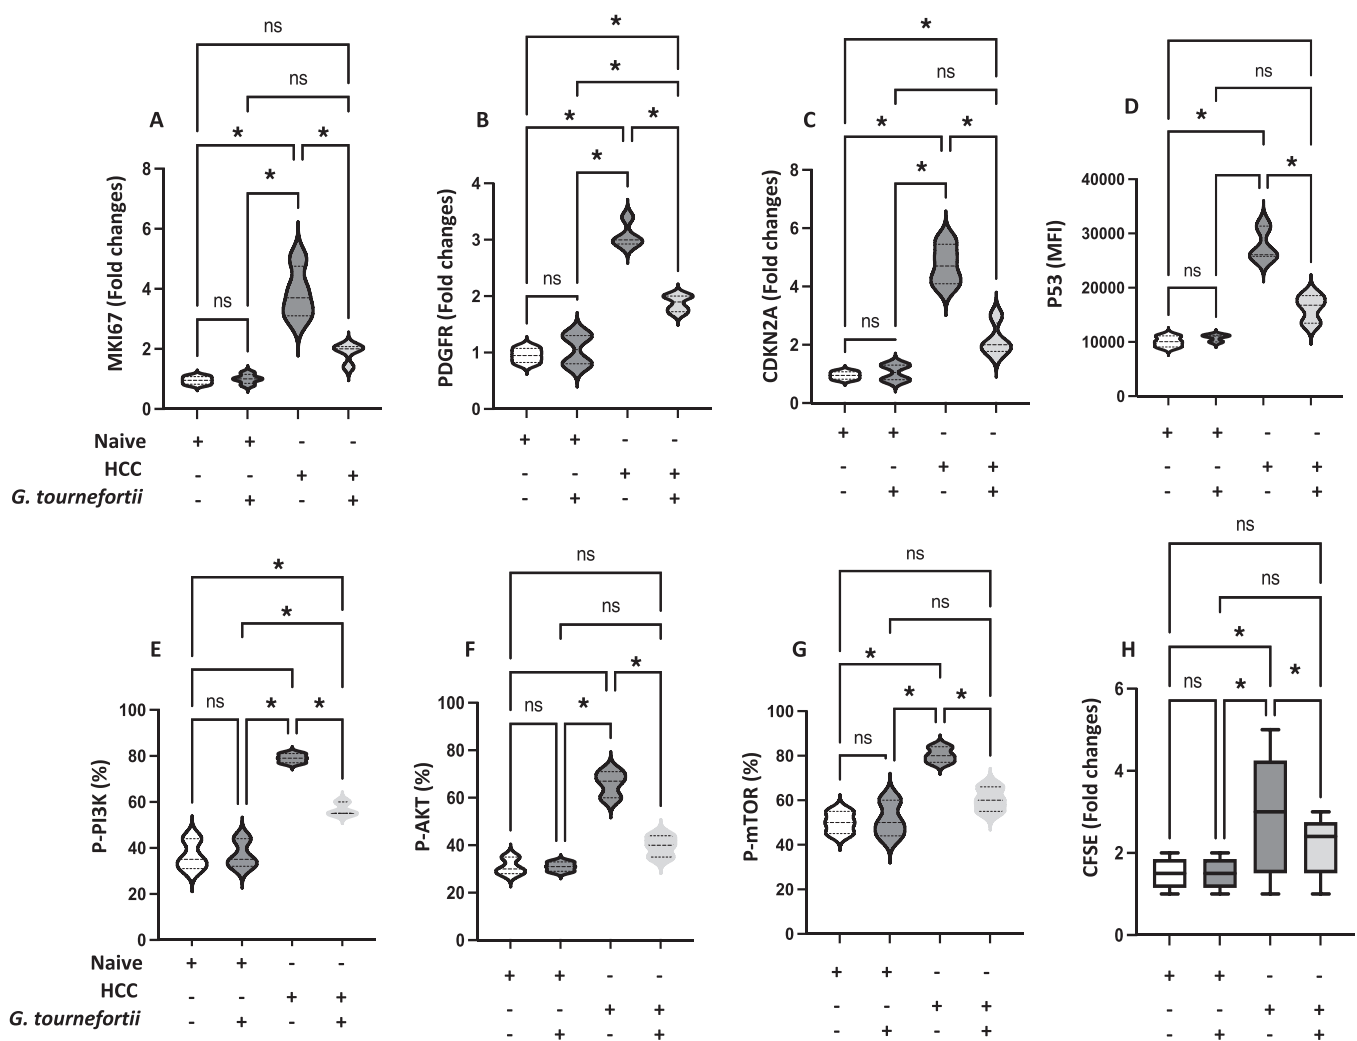 ns
ns
A
*
*
*
ns
MKI67 (Fold changes)
8
6
4
2
0
*
*
B
*
*
*
ns
PDGFR (Fold changes)
4
3
2
1
0
*
ns
C
*
*
*
ns
CDKN2A (Fold changes)
8
6
4
2
0
ns
D
*
*
ns
P53 (MFI)
40000
30000
20000
10000
0
Naive + + - - + + - - + + - - + + - -
HCC - - + + - - + + - - + + - - + +
G. tournefortii - + - + - + - + - + - + - + - +
*
*
E
ns
*
*
P-PI3K (%)
100
80
60
40
20
0
ns
ns
F
*
ns
*
P-AKT (%)
100
80
60
40
20
0
ns
ns
G
*
*
*
ns
P-mTOR (%)
100
80
60
40
20
0
ns
ns
H
*
*
ns
*
CFSE (Fold changes)
6
4
2
0
Naive + + - - + + - - + + - - + + - -
HCC - - + + - - + + - - + + - - + +
G. tournefortii - + - + - + - + - + - + - + - +